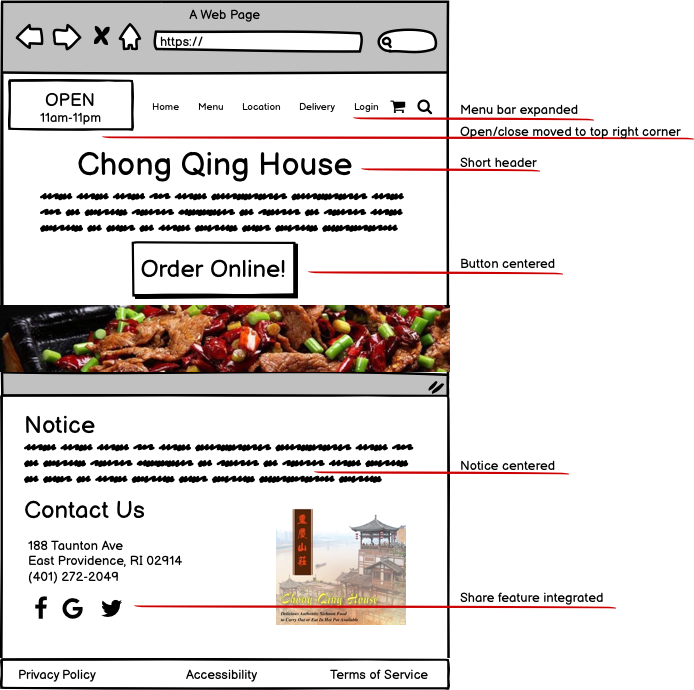 A Web Page
https://
OPEN
11am-11pm
Home Menu Location Delivery Login
Menu bar expanded
Open/close moved to top right corner
Chong Qing House
Short header
Order Online!
Button centered
Notice
Notice centered
Contact Us
188 Taunton Ave
East Providence, RI 02914
(401) 272-2049
重慶山莊
Chong Qing House
Delicious Authentic Sichuan Food
to Carry Out or Eat In Hot Pot Available
Share feature integrated
Privacy Policy Accessibility Terms of Service